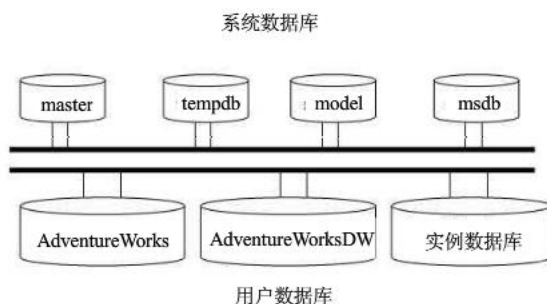 系统数据库
master
tempdb
model
msdb
AdventureWorks
AdventureWorksDW
实例数据库
用户数据库